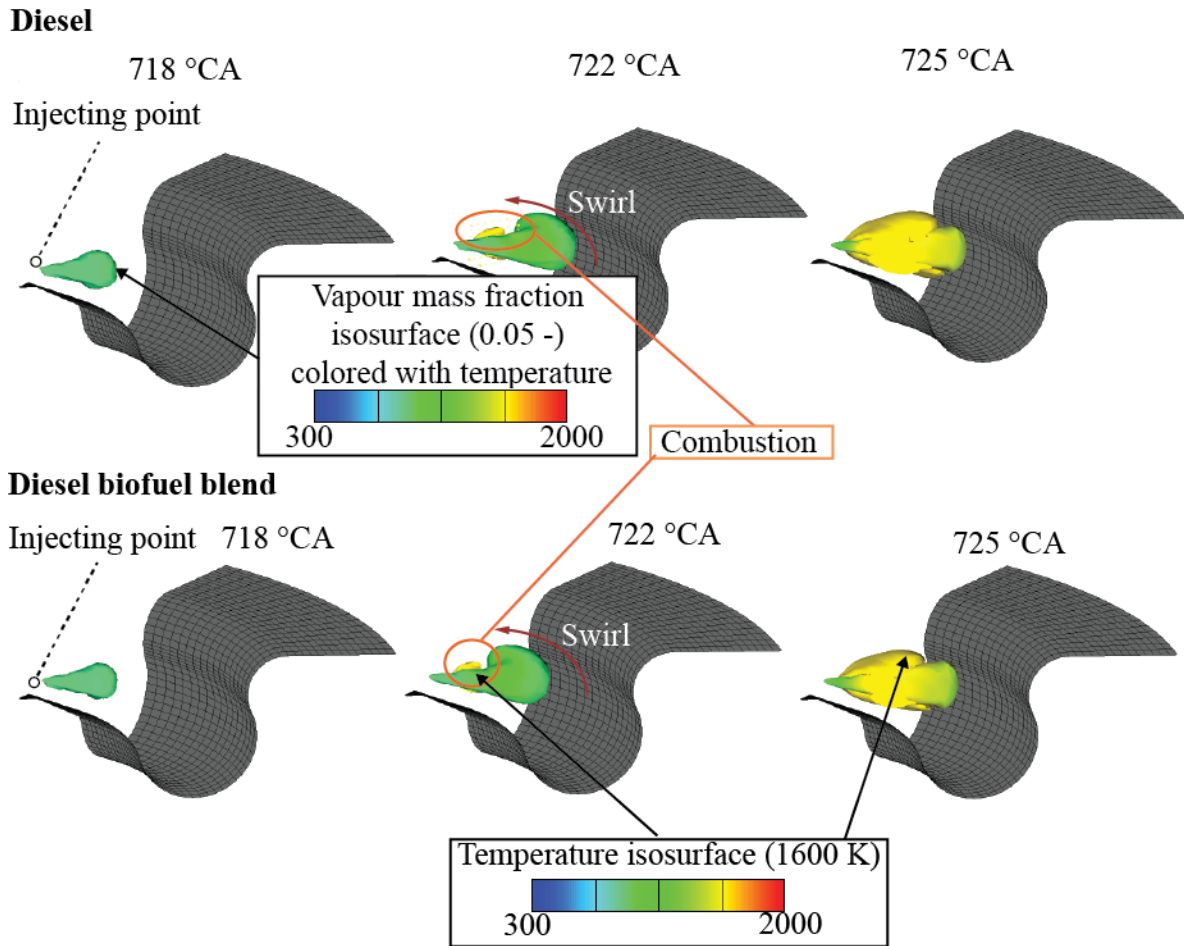 Diesel
718 °CA
722 °CA
725 °CA
Injecting point
Swirl
Vapour mass fraction
isosurface (0.05 -)
colored with temperature
300
2000
Combustion
Diesel biofuel blend
Injecting point
718 °CA
722 °CA
725 °CA
Swirl
Temperature isosurface (1600 K)
300
2000